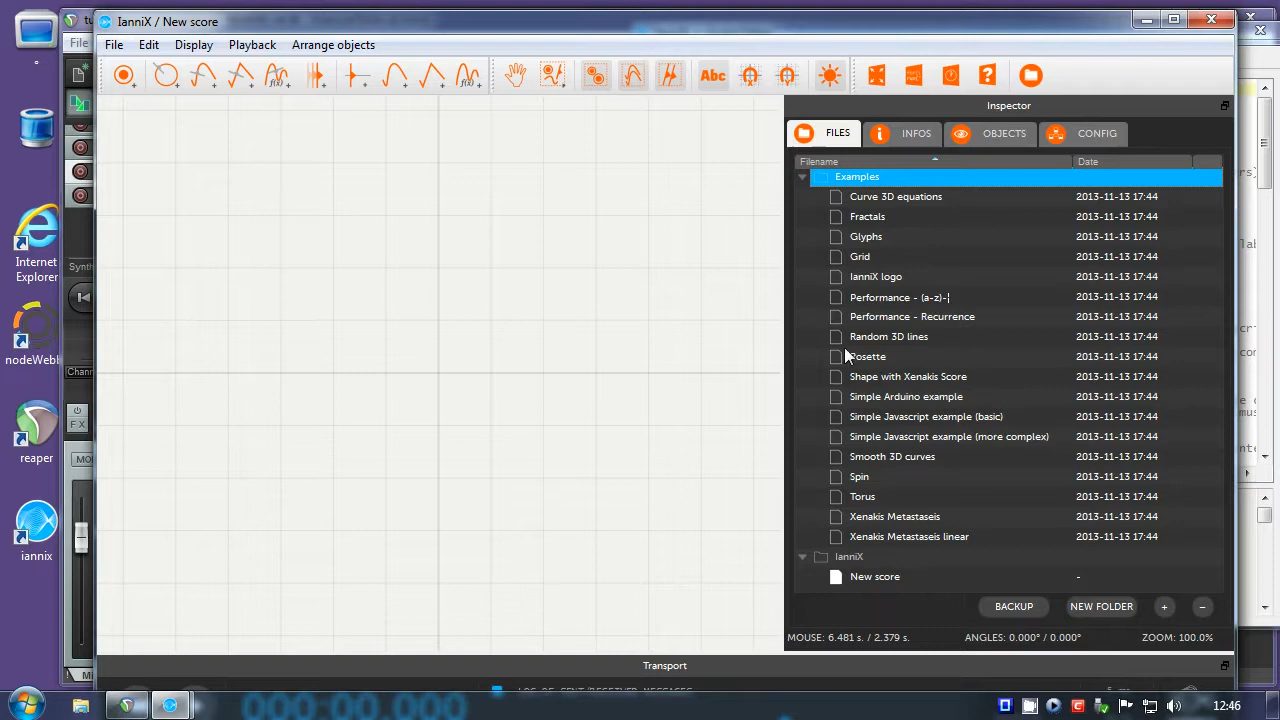 IanniX / New score
File Edit Display Playback Arrange objects
Abc
Inspector
FILES INFOS OBJECTS CONFIG
Filename Date
Examples
Curve 3D equations 2013-11-13 17:44
Fractals 2013-11-13 17:44
Glyphs 2013-11-13 17:44
Grid 2013-11-13 17:44
IanniX logo 2013-11-13 17:44
Performance - (a-z)-¦ 2013-11-13 17:44
Performance - Recurrence 2013-11-13 17:44
Random 3D lines 2013-11-13 17:44
Rosette 2013-11-13 17:44
Shape with Xenakis Score 2013-11-13 17:44
Simple Arduino example 2013-11-13 17:44
Simple Javascript example (basic) 2013-11-13 17:44
Simple Javascript example (more complex) 2013-11-13 17:44
Smooth 3D curves 2013-11-13 17:44
Spin 2013-11-13 17:44
Torus 2013-11-13 17:44
Xenakis Metastaseis 2013-11-13 17:44
Xenakis Metastaseis linear 2013-11-13 17:44
IanniX
New score -
BACKUP NEW FOLDER + -
MOUSE: 6.481 s. / 2.379 s. ANGLES: 0.000° / 0.000° ZOOM: 100.0%
Transport
Internet
Explorer
nodeWebb
reaper
iannix
File
Synth
FX
12:46